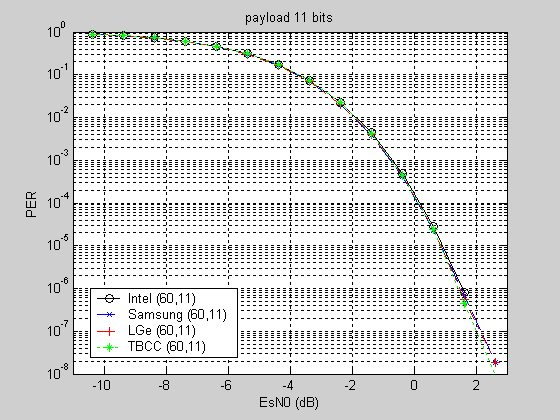 payload 11 bits
10^0
10^-1
10^-2
10^-3
10^-4
10^-5
10^-6
10^-7
10^-8
PER
Intel (60,11)
Samsung (60,11)
LGe (60,11)
TBCC (60,11)
-10 -8 -6 -4 -2 0 2
EsN0 (dB)